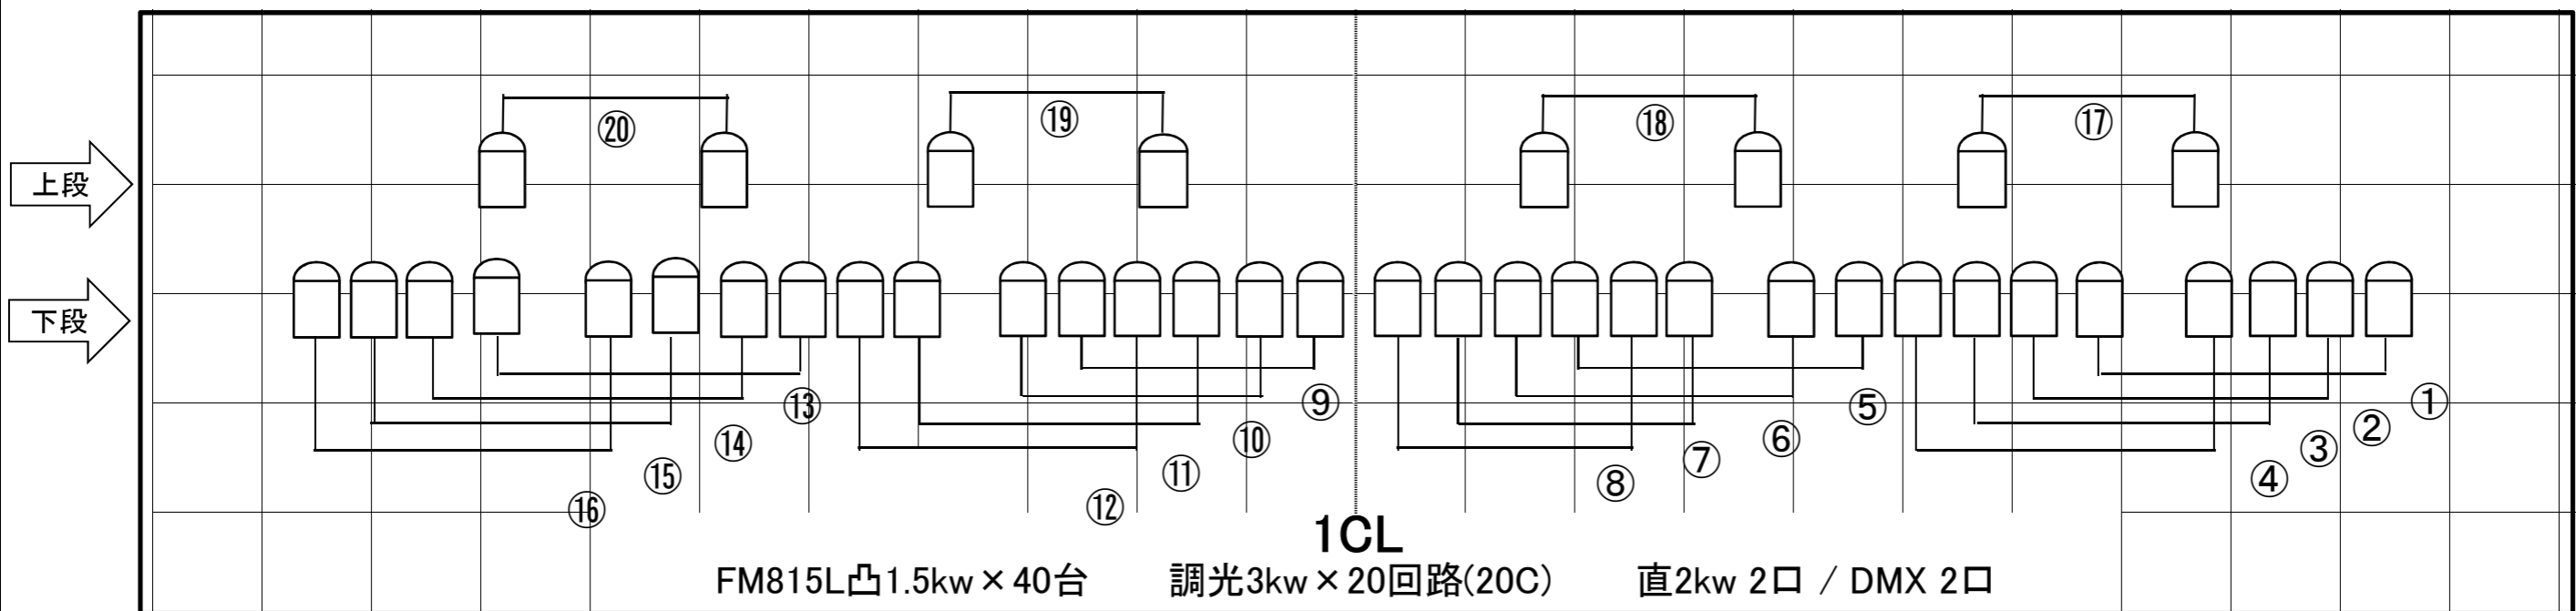 ⑳ ⑲ ⑱ ⑰
上段
下段
⑬ ⑨ ⑤ ①
⑭ ⑩ ⑥ ②
⑮ ⑪ ⑦ ③
⑯ ⑫ ⑧ ④
1CL
FM815L凸1.5kw×40台 調光3kw×20回路(20C) 直2kw 2口 / DMX 2口